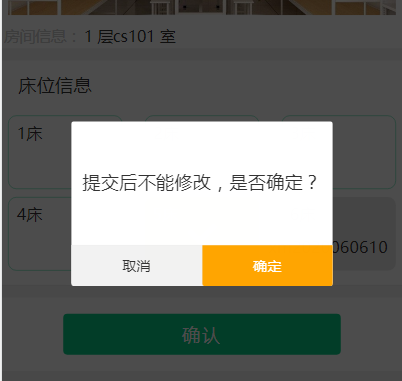 房间信息：1 层cs101 室
床位信息
1床
提交后不能修改，是否确定？
4床
060610
取消
确定
确认